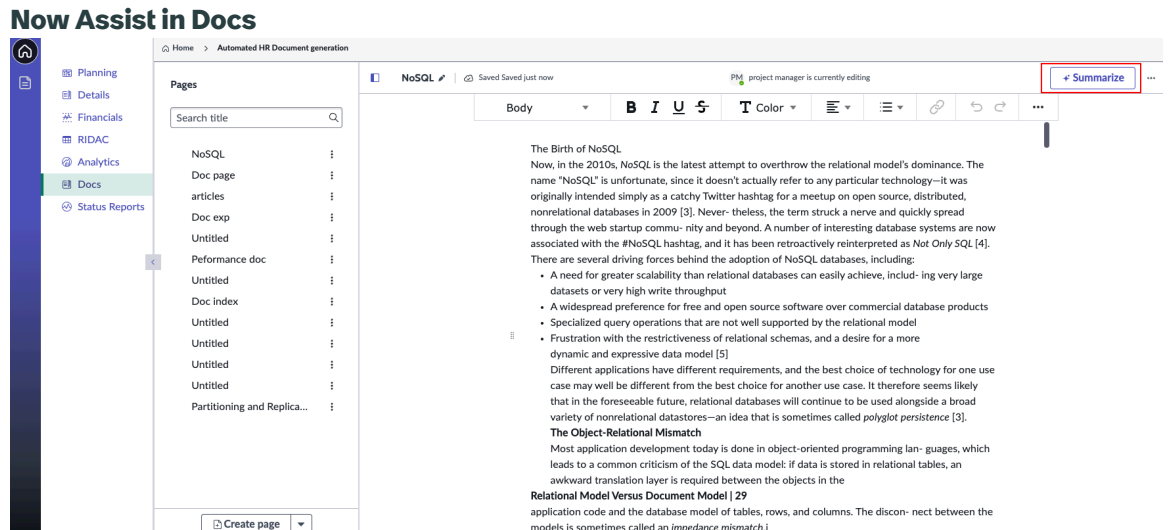 Now Assist in Docs
Home > Automated HR Document generation
Planning
Details
Financials
RIDAC
Analytics
Docs
Status Reports
Pages
Search title
NoSQL
Doc page
articles
Doc exp
Untitled
Peformance doc
Untitled
Doc index
Untitled
Untitled
Untitled
Untitled
Partitioning and Replica...
Create page
NoSQL
Saved Saved just now
PM project manager is currently editing
+ Summarize
Body
B I U S T Color
The Birth of NoSQL
Now, in the 2010s, NoSQL is the latest attempt to overthrow the relational model's dominance. The
name “NoSQL” is unfortunate, since it doesn't actually refer to any particular technology—it was
originally intended simply as a catchy Twitter hashtag for a meetup on open source, distributed,
nonrelational databases in 2009 [3]. Never- theless, the term struck a nerve and quickly spread
through the web startup commu- nity and beyond. A number of interesting database systems are now
associated with the #NoSQL hashtag, and it has been retroactively reinterpreted as Not Only SQL [4].
There are several driving forces behind the adoption of NoSQL databases, including:
• A need for greater scalability than relational databases can easily achieve, includ- ing very large
datasets or very high write throughput
• A widespread preference for free and open source software over commercial database products
• Specialized query operations that are not well supported by the relational model
• Frustration with the restrictiveness of relational schemas, and a desire for a more
dynamic and expressive data model [5]
Different applications have different requirements, and the best choice of technology for one use
case may well be different from the best choice for another use case. It therefore seems likely
that in the foreseeable future, relational databases will continue to be used alongside a broad
variety of nonrelational datastores—an idea that is sometimes called polyglot persistence [3].
The Object-Relational Mismatch
Most application development today is done in object-oriented programming lan- guages, which
leads to a common criticism of the SQL data model: if data is stored in relational tables, an
awkward translation layer is required between the objects in the
Relational Model Versus Document Model | 29
application code and the database model of tables, rows, and columns. The discon- nect between the
models is sometimes called an impedance mismatch.i